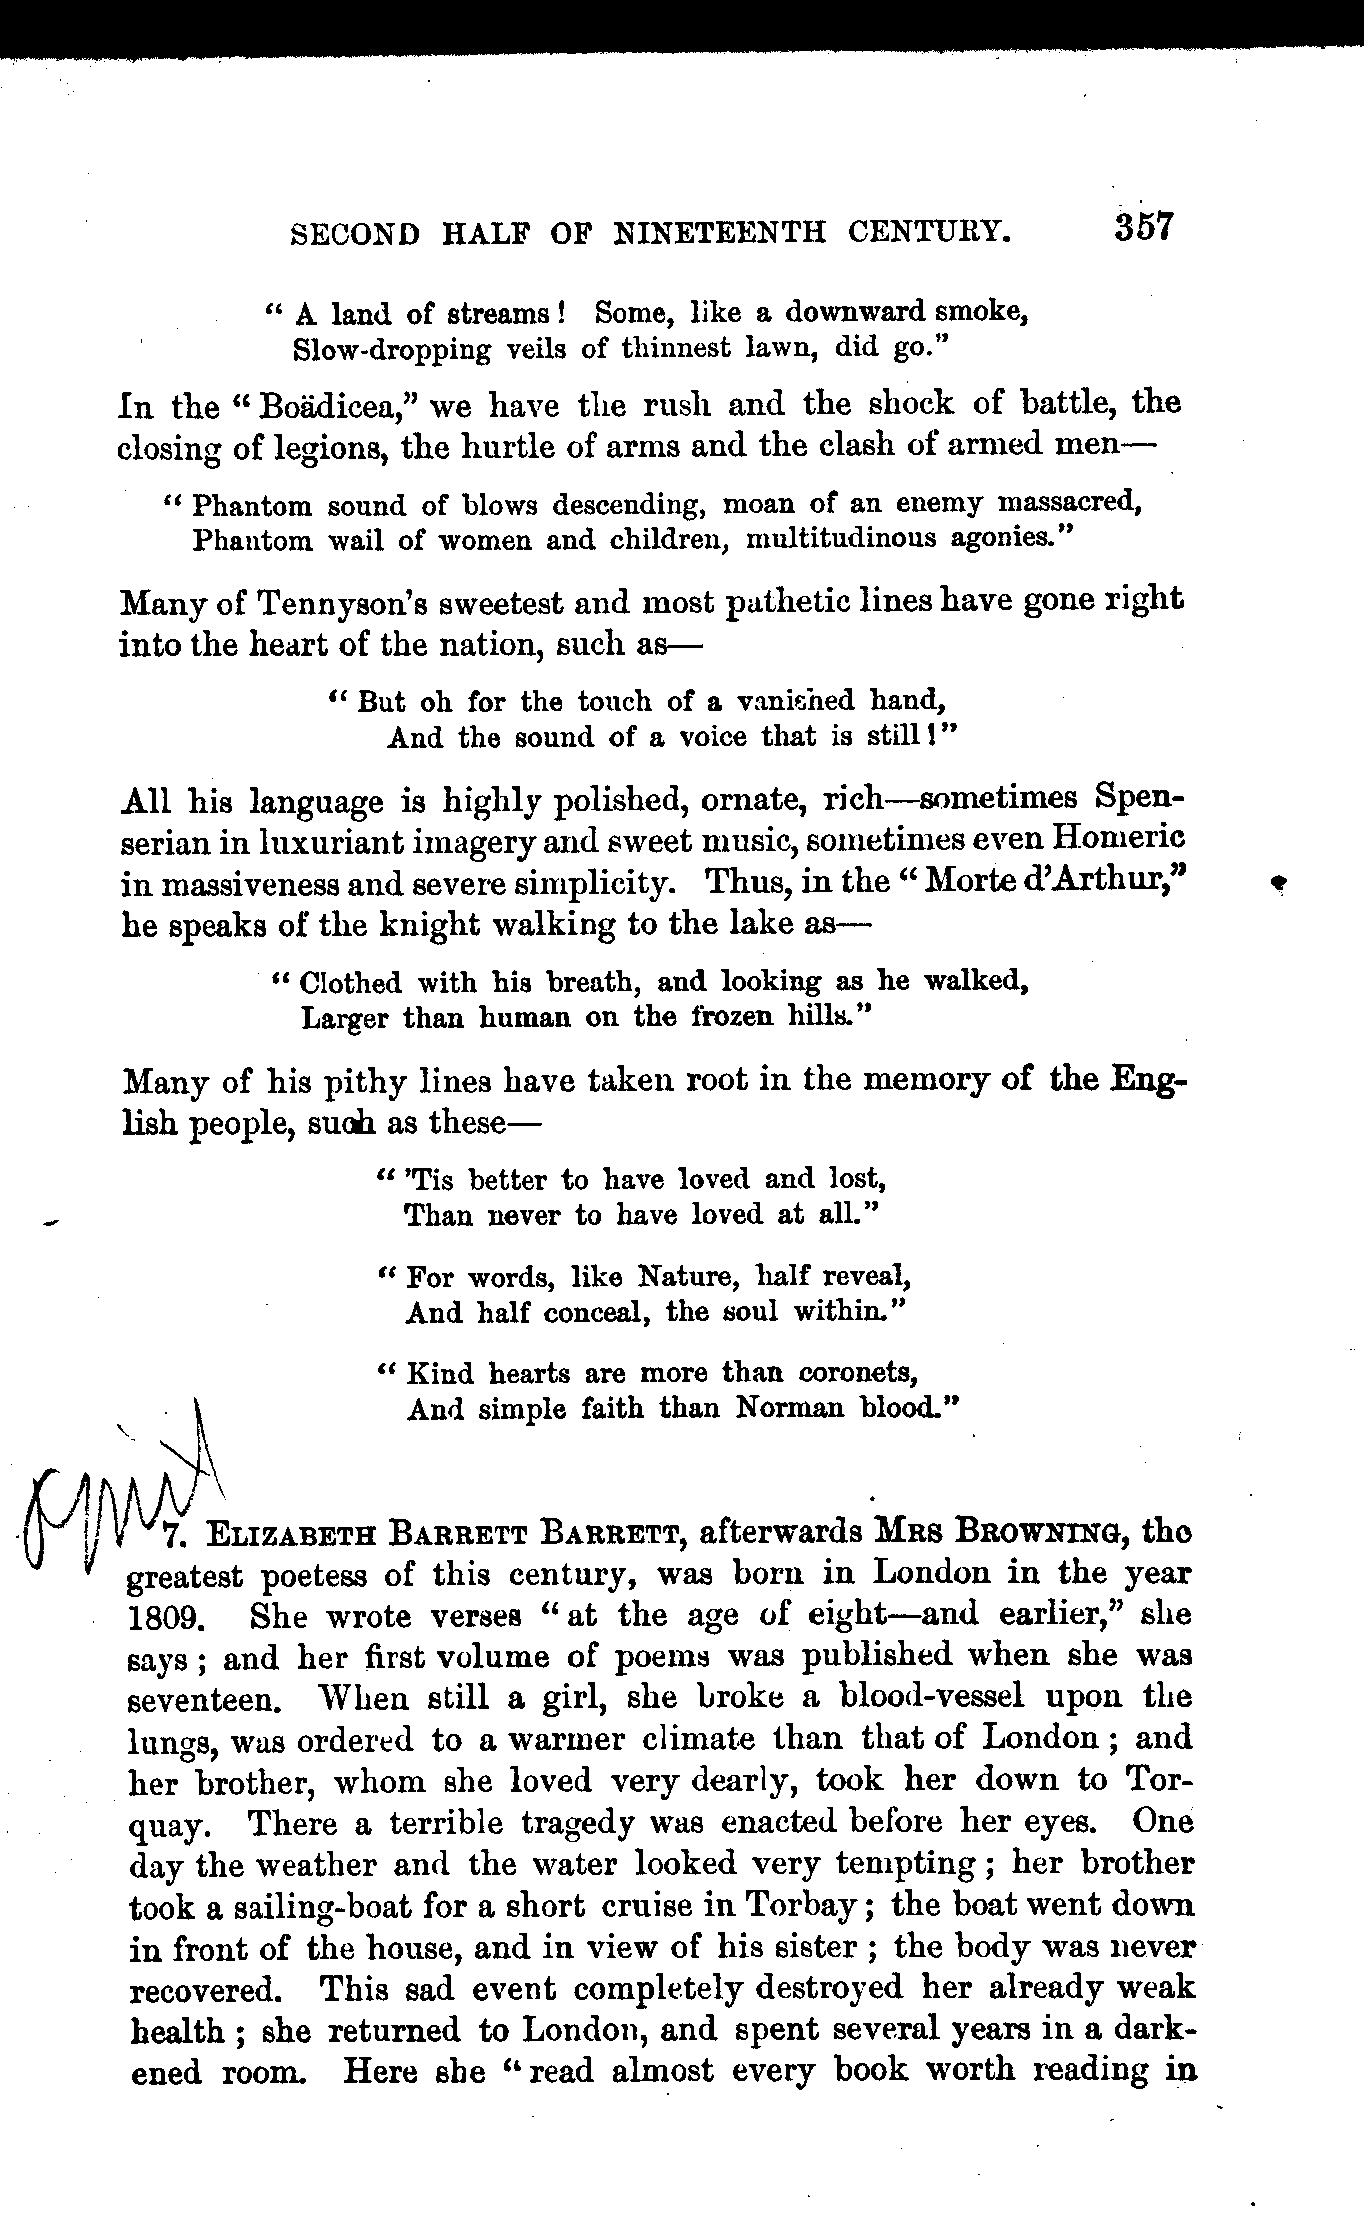 SECOND HALF OF NINETEENTH CENTURY. 357
“ A land of streams ! Some, like a downward smoke,
Slow-dropping veils of thinnest lawn, did go.”
In the “ Boädicea,” we have the rush and the shock of battle, the
closing of legions, the hurtle of arms and the clash of armed men—
“ Phantom sound of blows descending, moan of an enemy massacred,
Phantom wail of women and children, multitudinous agonies.”
Many of Tennyson’s sweetest and most pathetic lines have gone right
into the heart of the nation, such as—
“ But oh for the touch of a vanished hand,
And the sound of a voice that is still !”
All his language is highly polished, ornate, rich—sometimes Spen-
serian in luxuriant imagery and sweet music, sometimes even Homeric
in massiveness and severe simplicity. Thus, in the “ Morte d’Arthur,”
he speaks of the knight walking to the lake as—
“ Clothed with his breath, and looking as he walked,
Larger than human on the frozen hills.”
Many of his pithy lines have taken root in the memory of the Eng-
lish people, such as these—
“ ’Tis better to have loved and lost,
Than never to have loved at all.”
“ For words, like Nature, half reveal,
And half conceal, the soul within.”
“ Kind hearts are more than coronets,
And simple faith than Norman blood.”
7. ELIZABETH BARRETT BARRETT, afterwards MRS BROWNING, the
greatest poetess of this century, was born in London in the year
1809. She wrote verses “ at the age of eight—and earlier,” she
says ; and her first volume of poems was published when she was
seventeen. When still a girl, she broke a blood-vessel upon the
lungs, was ordered to a warmer climate than that of London ; and
her brother, whom she loved very dearly, took her down to Tor-
quay. There a terrible tragedy was enacted before her eyes. One
day the weather and the water looked very tempting ; her brother
took a sailing-boat for a short cruise in Torbay ; the boat went down
in front of the house, and in view of his sister ; the body was never
recovered. This sad event completely destroyed her already weak
health ; she returned to London, and spent several years in a dark-
ened room. Here she “ read almost every book worth reading in